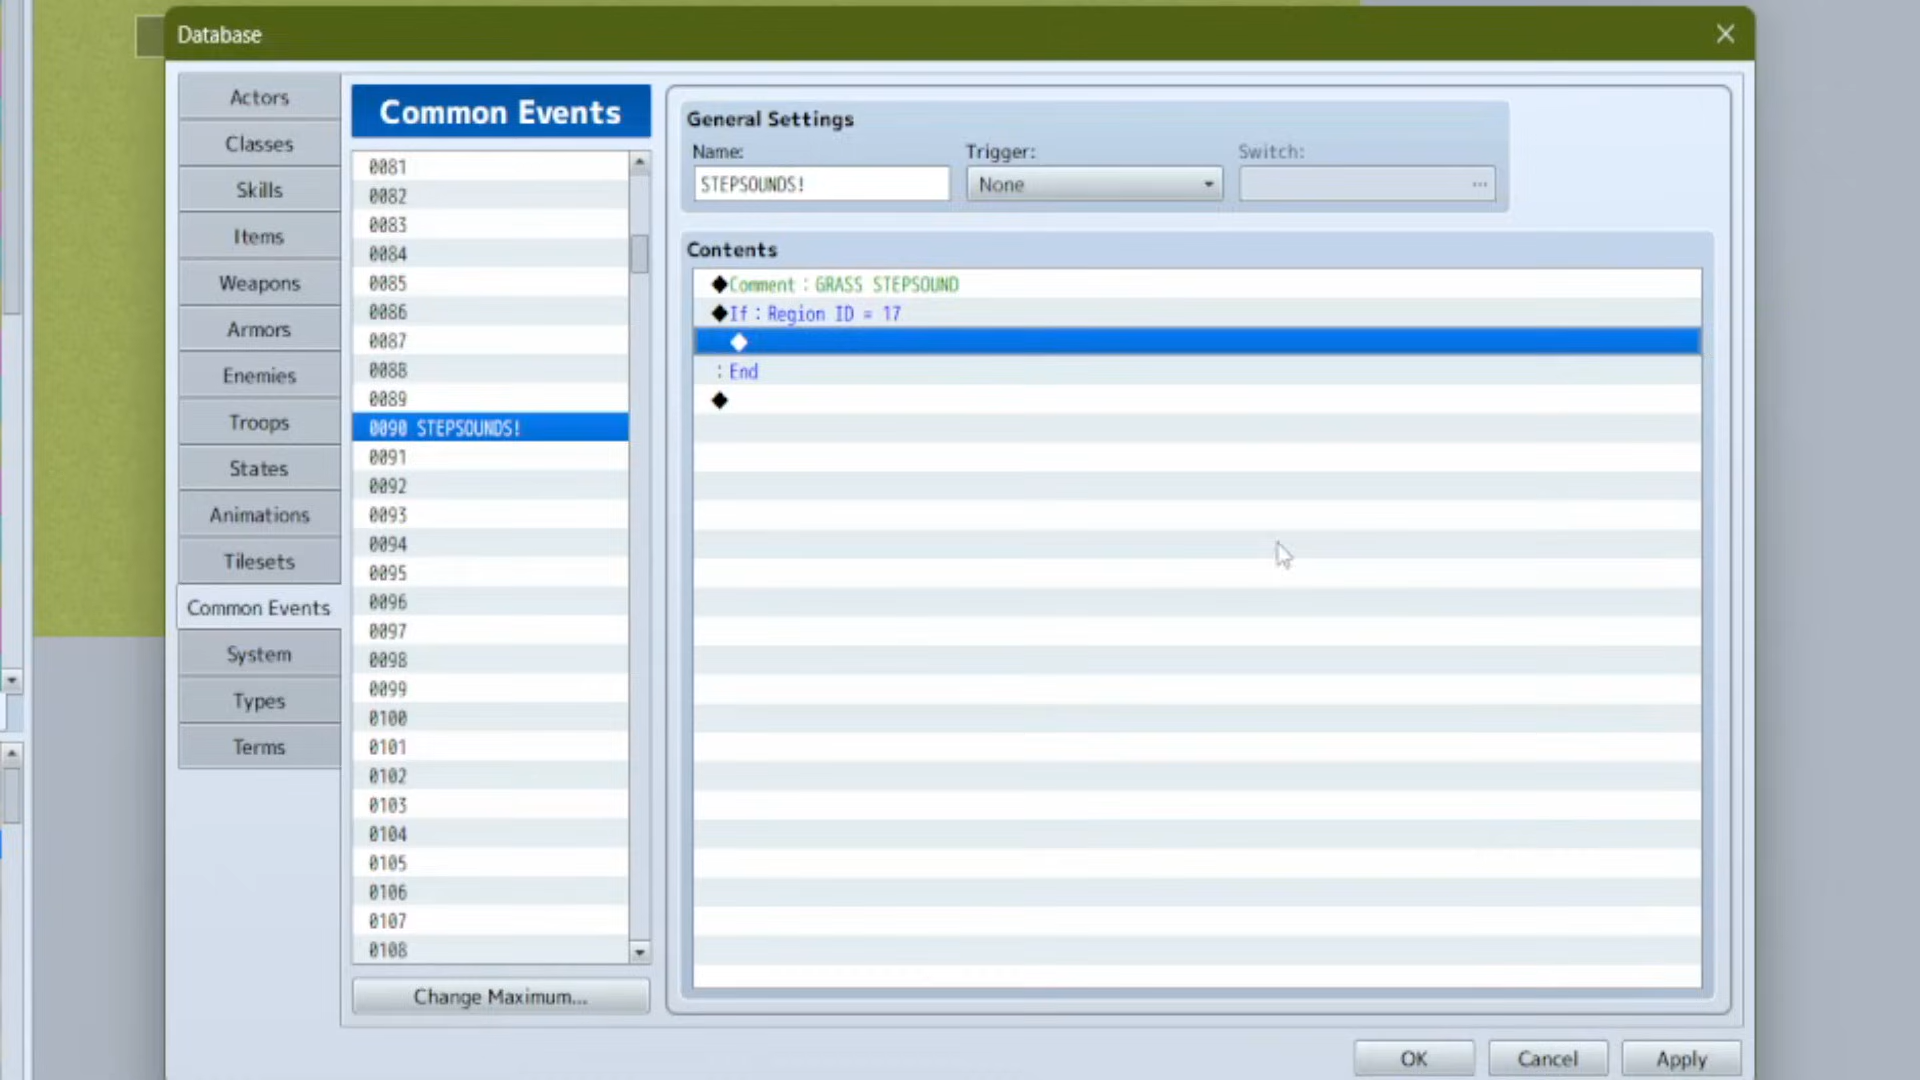 Database
Actors
Classes
Skills
Items
Weapons
Armors
Enemies
Troops
States
Animations
Tilesets
Common Events
System
Types
Terms
Common Events
0081
0082
0083
0084
0085
0086
0087
0088
0089
0090 STEPSOUNDS!
0091
0092
0093
0094
0095
0096
0097
0098
0099
0100
0101
0102
0103
0104
0105
0106
0107
0108
Change Maximum...
General Settings
Name: Trigger: Switch:
STEPSOUNDS! None ...
Contents
◆Comment：GRASS STEPSOUND
◆If：Region ID = 17
◆
：End
◆
OK Cancel Apply